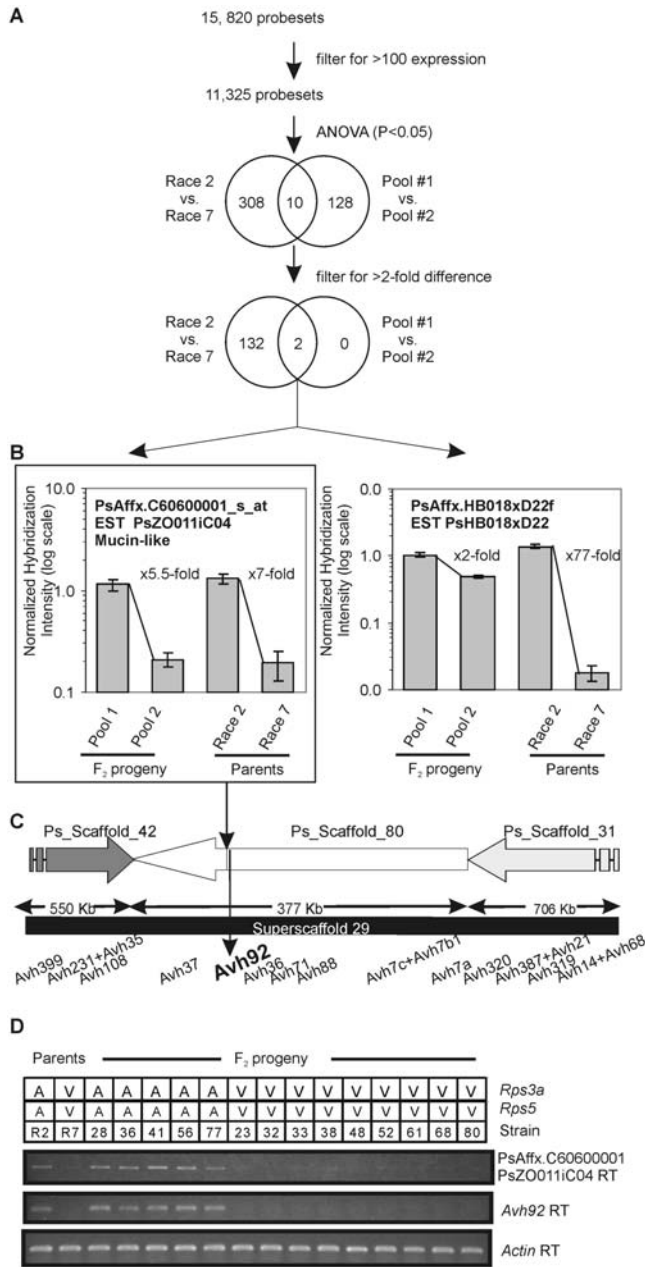 A
15, 820 probesets
filter for >100 expression
11,325 probesets
ANOVA (P<0.05)
Race 2
vs.
Race 7
308
10
128
Pool #1
vs.
Pool #2
filter for >2-fold difference
Race 2
vs.
Race 7
132
2
0
Pool #1
vs.
Pool #2
B
Normalized Hybridization
Intensity (log scale)
10.0
1.0
0.1
PsAffx.C60600001_s_at
EST PsZO011iC04
Mucin-like
x5.5-fold
x7-fold
Pool 1
Pool 2
Race 2
Race 7
F2 progeny
Parents
Normalized Hybridization
Intensity (log scale)
0.0
1.0
0.1
0.0
PsAffx.HB018xD22f
EST PsHB018xD22
x2-fold
x77-fold
Pool 1
Pool 2
Race 2
Race 7
F2 progeny
Parents
C
Ps_Scaffold_42
Ps_Scaffold_80
Ps_Scaffold_31
550 Kb
377 Kb
706 Kb
Superscaffold 29
Avh399
Avh231+Avh35
Avh108
Avh37
Avh92
Avh36
Avh71
Avh88
Avh7c+Avh7b1
Avh7a
Avh320
Avh387+Avh21
Avh319
Avh14+Avh68
D
Parents
F2 progeny
A V A A A A A V V V V V V V V V Rps3a
A V A A A A A V V V V V V V V V Rps5
R2 R7 28 36 41 56 77 23 32 33 38 48 52 61 68 80 Strain
PsAffx.C60600001
PsZO011iC04 RT
Avh92 RT
Actin RT